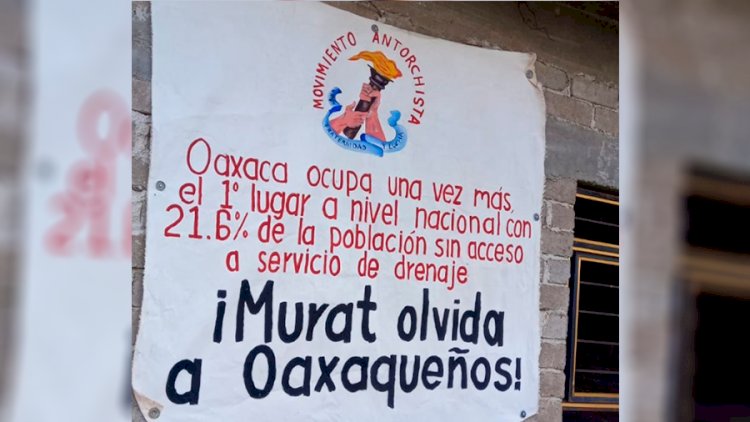 MOVIMIENTO ANTORCHISTA
FRATERNIDAD
Oaxaca ocupa una vez más,
el 1° lugar a nivel nacional con
21.6% de la población sin acceso
a servicio de drenaje
¡Murat olvida
a Oaxaqueños!